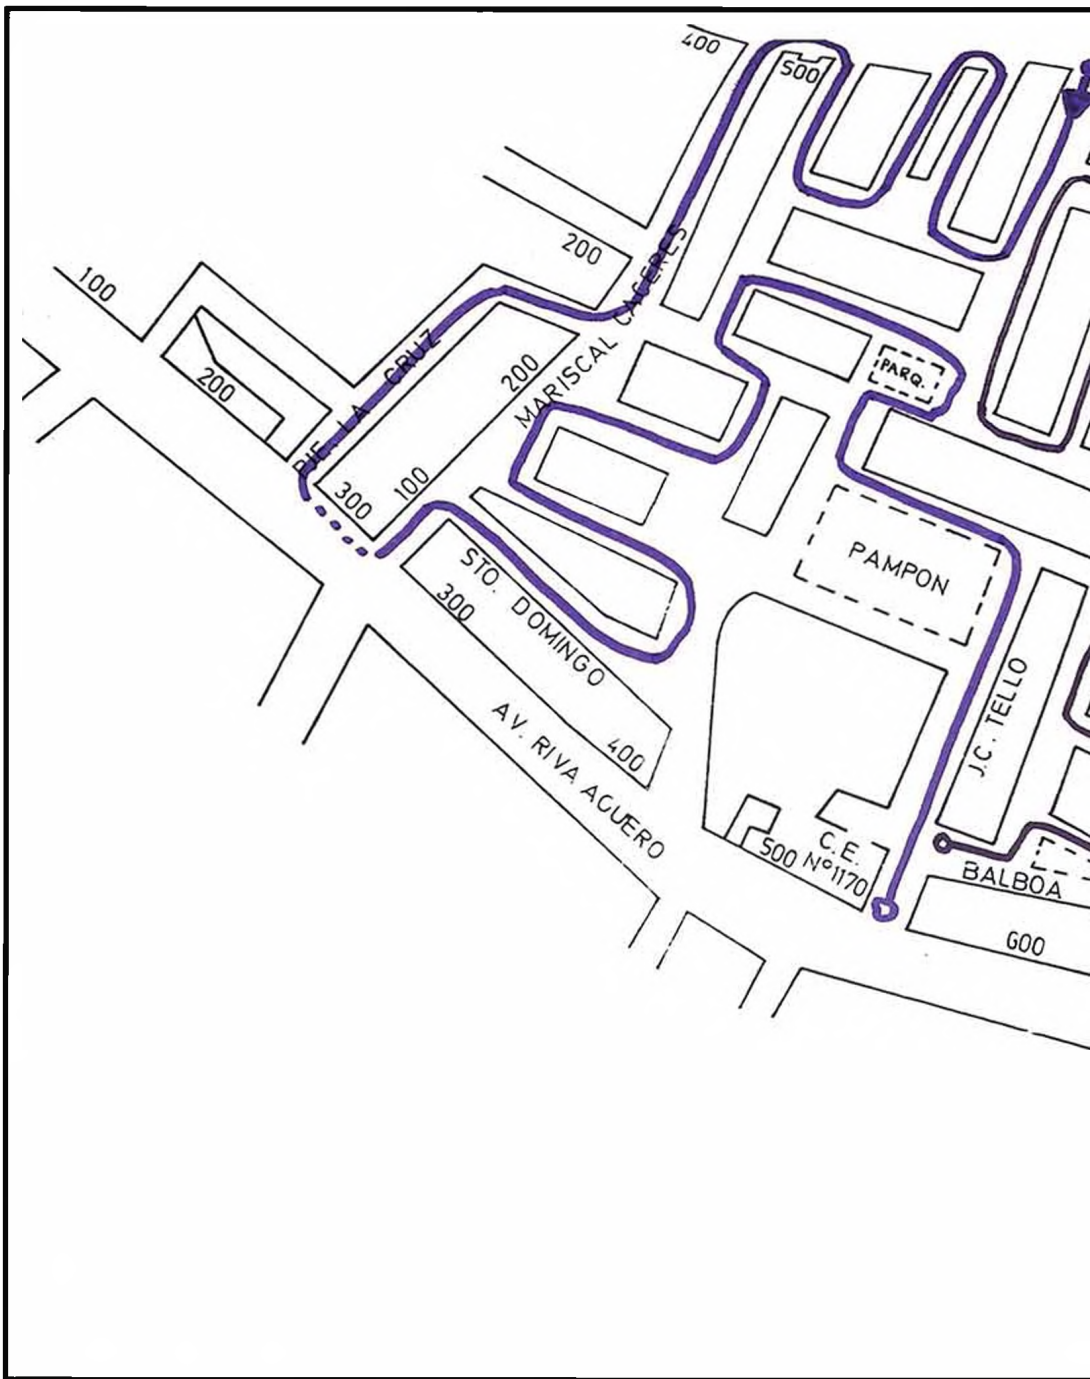 400
500
200
100
200
PJE. LA CRUZ
200
MARISCAL CACERES
PARQ.
300
100
PAMPON
STO. DOMINGO
300
J.C. TELLO
AV. RIVA AGUERO
400
C.E.
500 Nº1170
BALBOA
600